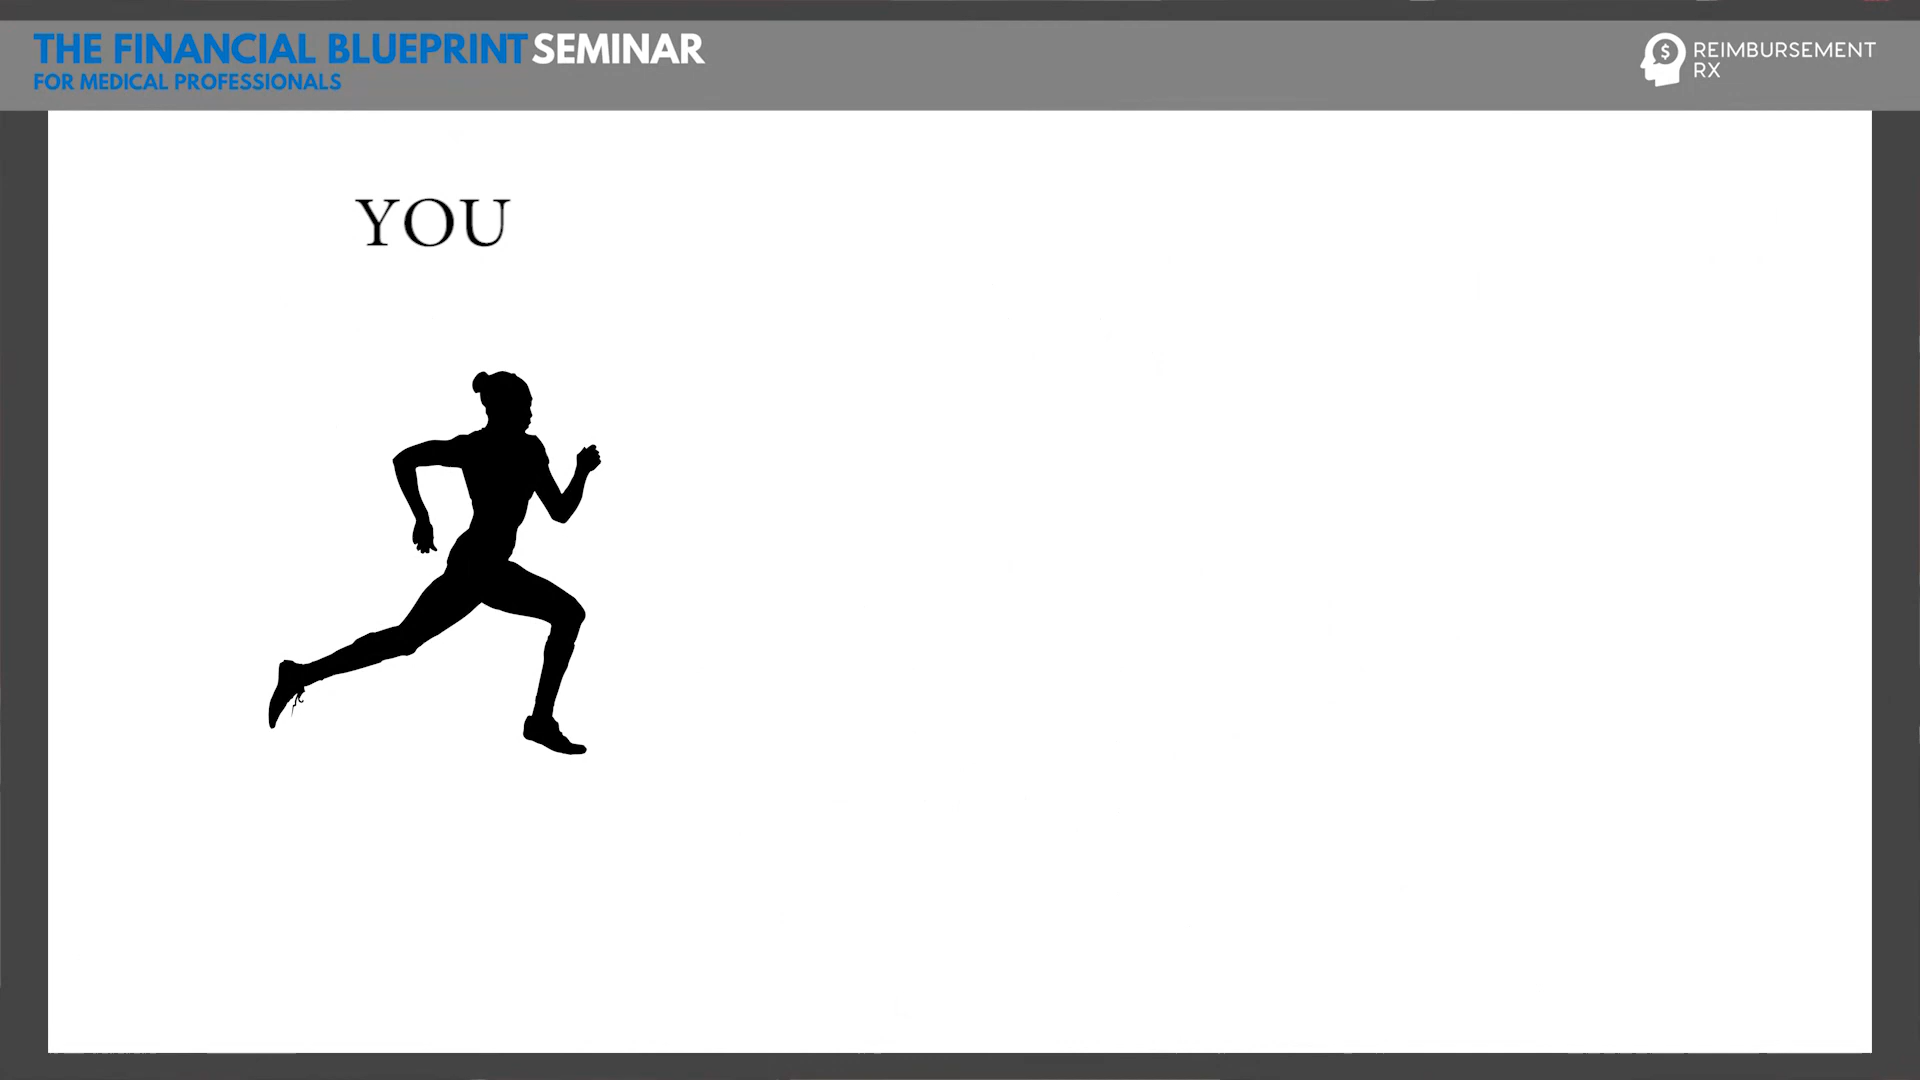 THE FINANCIAL BLUEPRINT SEMINAR
FOR MEDICAL PROFESSIONALS
REIMBURSEMENT
RX
$
YOU